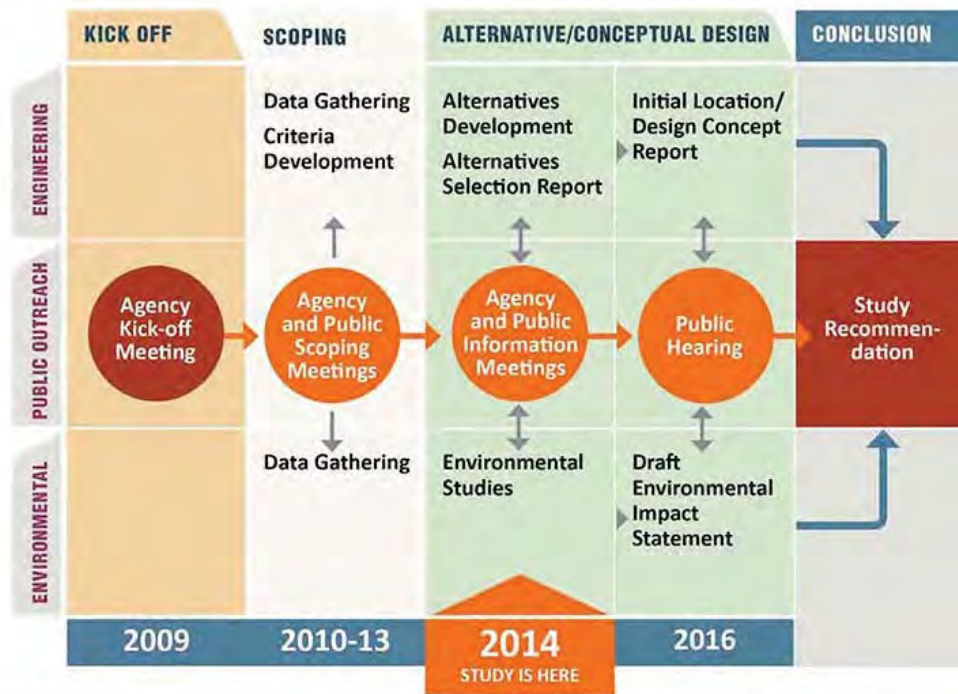 KICK OFF
SCOPING
ALTERNATIVE/CONCEPTUAL DESIGN
CONCLUSION
ENGINEERING
Data Gathering
Criteria
Development
Alternatives
Development
Alternatives
Selection Report
Initial Location/
Design Concept
Report
PUBLIC OUTREACH
Agency
Kick-off
Meeting
Agency
and Public
Scoping
Meetings
Agency
and Public
Information
Meetings
Public
Hearing
Study
Recommen-
dation
ENVIRONMENTAL
Data Gathering
Environmental
Studies
Draft
Environmental
Impact
Statement
2009
2010-13
2014
STUDY IS HERE
2016